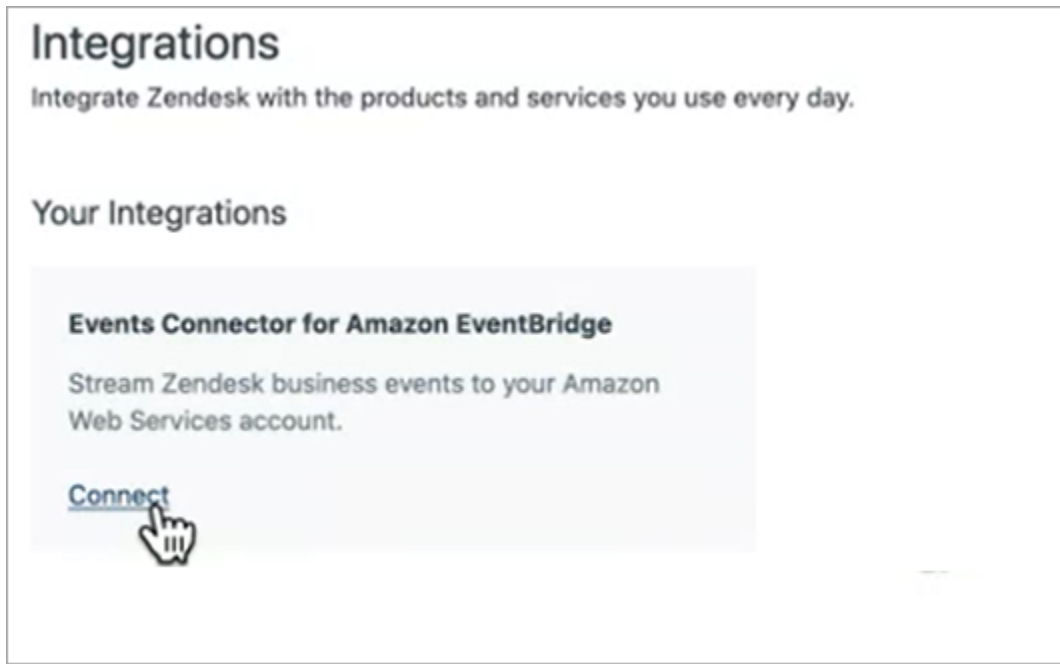 Integrations
Integrate Zendesk with the products and services you use every day.
Your Integrations
Events Connector for Amazon EventBridge
Stream Zendesk business events to your Amazon
Web Services account.
Connect